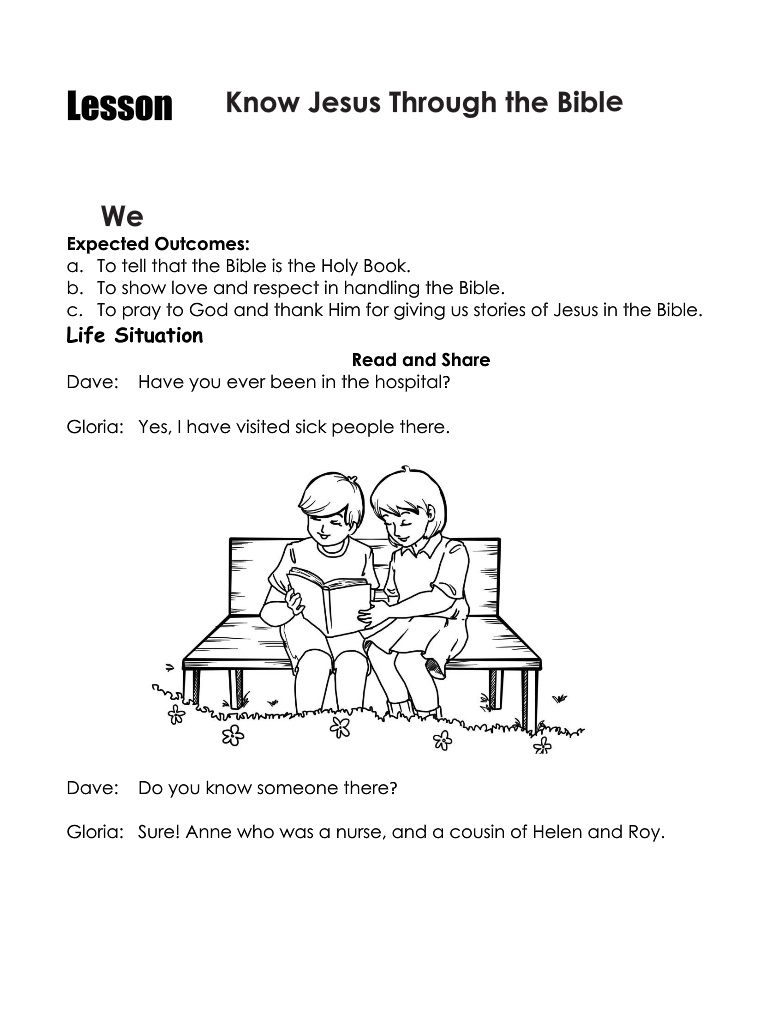 Lesson Know Jesus Through the Bible
We
Expected Outcomes:
a. To tell that the Bible is the Holy Book.
b. To show love and respect in handling the Bible.
c. To pray to God and thank Him for giving us stories of Jesus in the Bible.
Life Situation
Read and Share
Dave: Have you ever been in the hospital?
Gloria: Yes, I have visited sick people there.
Dave: Do you know someone there?
Gloria: Sure! Anne who was a nurse, and a cousin of Helen and Roy.